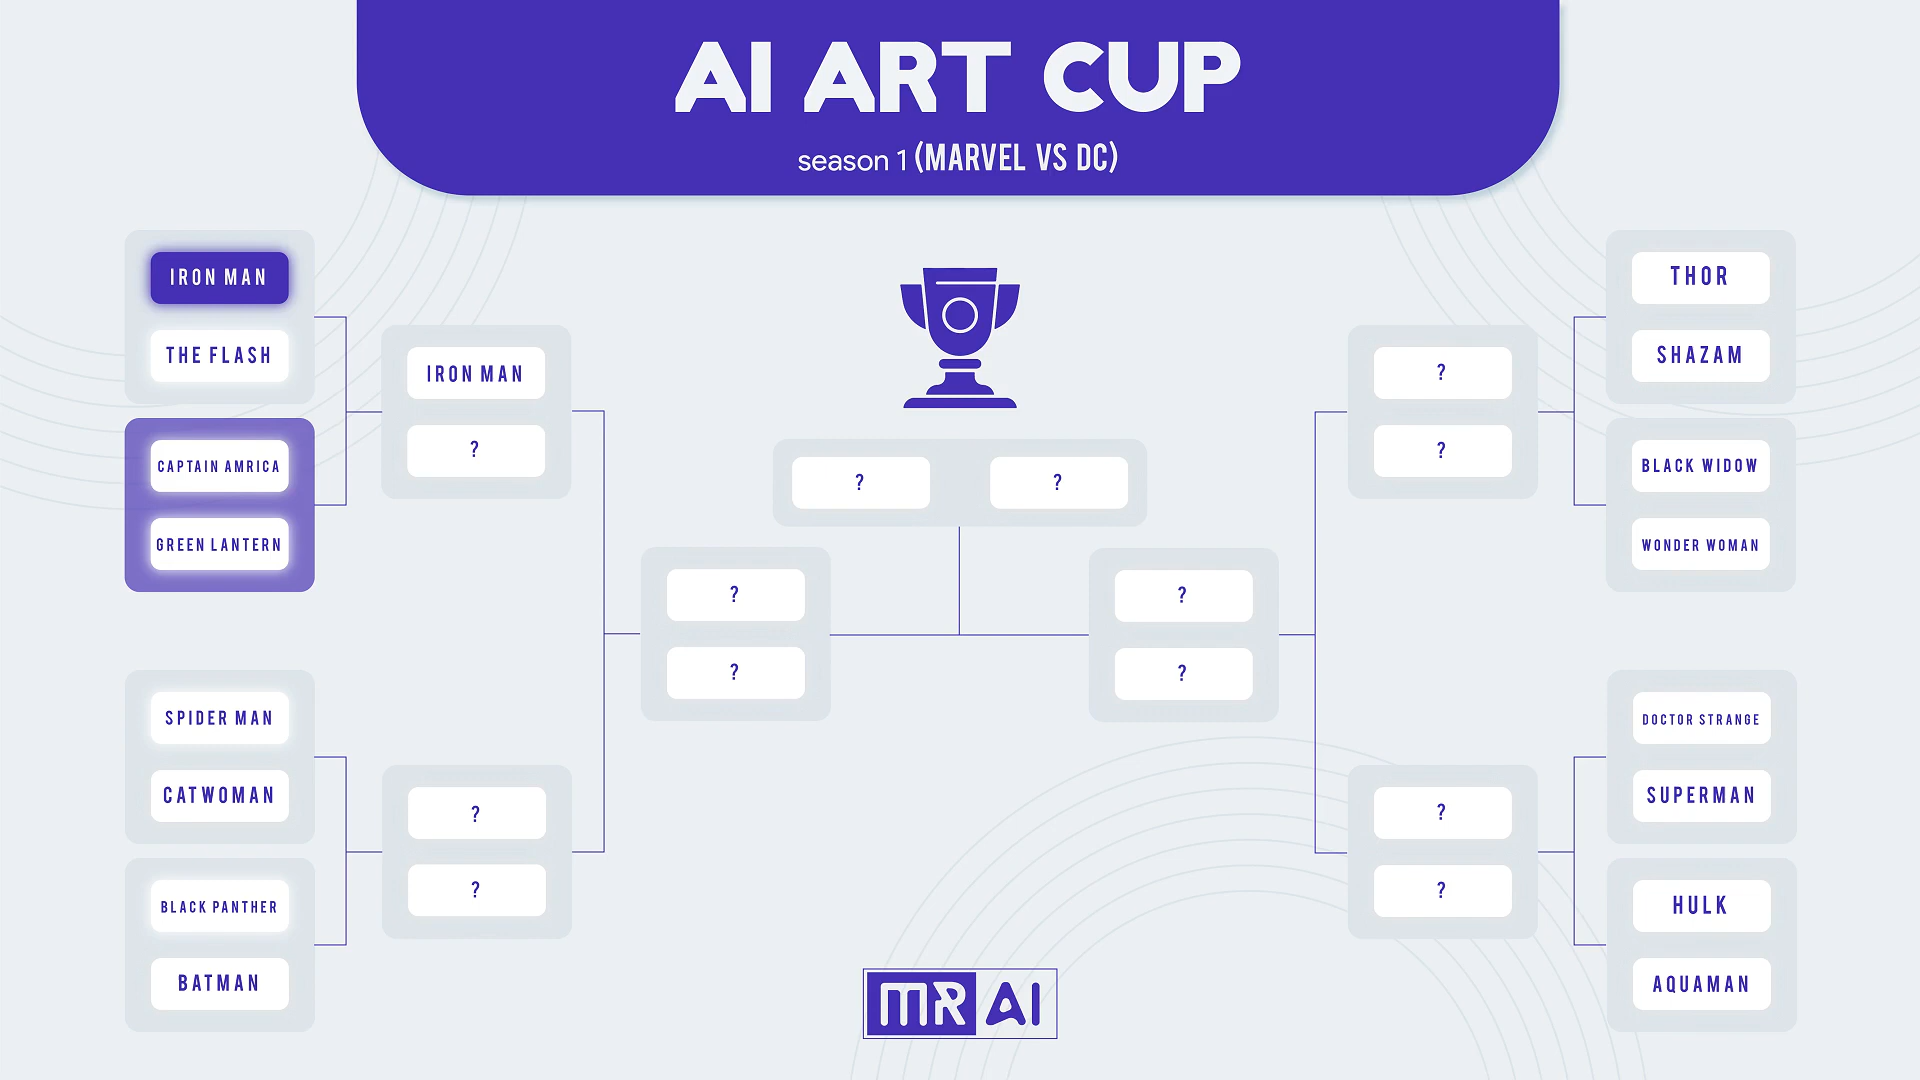 AI ART CUP
season 1 (MARVEL VS DC)
IRON MAN
THE FLASH
CAPTAIN AMRICA
GREEN LANTERN
SPIDER MAN
CATWOMAN
BLACK PANTHER
BATMAN
IRON MAN
?
?
?
?
?
?
?
?
?
?
?
?
?
THOR
SHAZAM
BLACK WIDOW
WONDER WOMAN
DOCTOR STRANGE
SUPERMAN
HULK
AQUAMAN
MR AI